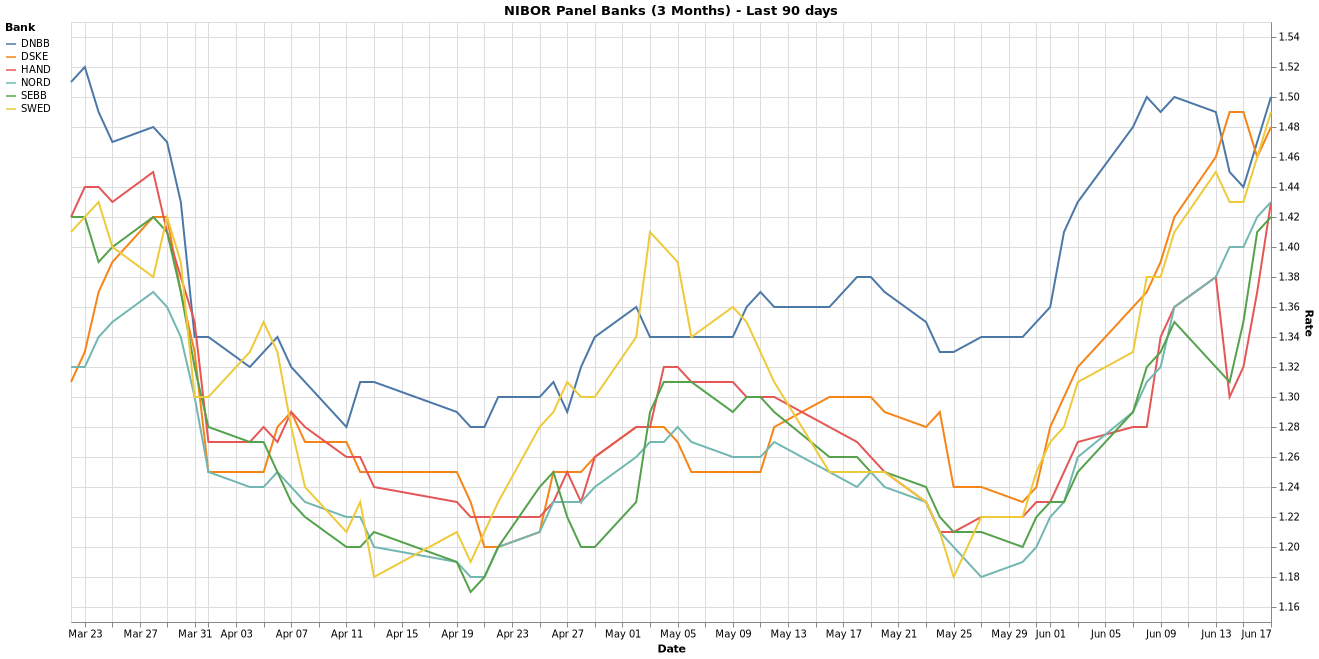 NIBOR Panel Banks (3 Months) - Last 90 days
Bank
DNBB
DSKE
HAND
NORD
SEBB
SWED
1.54
1.52
1.50
1.48
1.46
1.44
1.42
1.40
1.38
1.36
1.34
1.32
1.30
1.28
1.26
1.24
1.22
1.20
1.18
1.16
Rate
Mar 23 Mar 27 Mar 31 Apr 03 Apr 07 Apr 11 Apr 15 Apr 19 Apr 23 Apr 27 May 01 May 05 May 09 May 13 May 17 May 21 May 25 May 29 Jun 01 Jun 05 Jun 09 Jun 13 Jun 17
Date